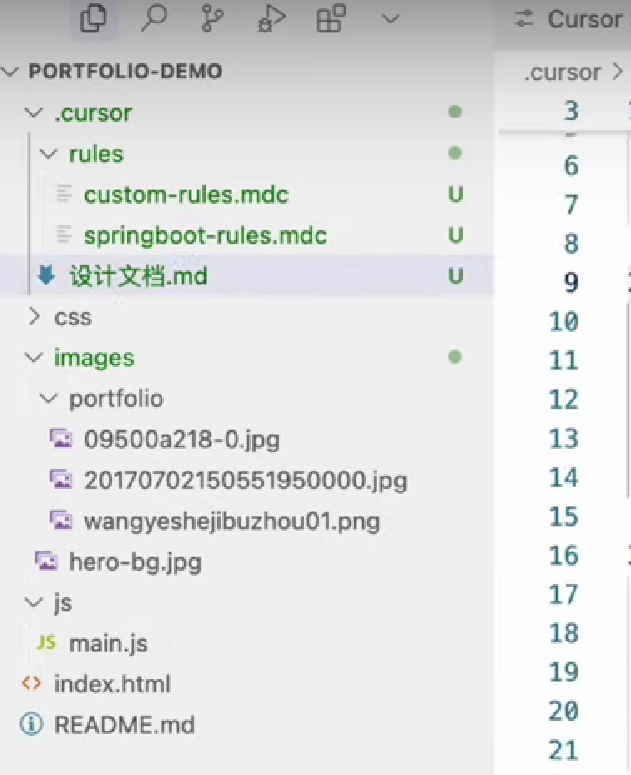 Cursor
PORTFOLIO-DEMO
.cursor >
.cursor
3
rules
6
custom-rules.mdc U
7
springboot-rules.mdc U
8
设计文档.md U
9
css
10
images
11
portfolio
12
09500a218-0.jpg
13
20170702150551950000.jpg
14
wangyeshejibuzhou01.png
15
hero-bg.jpg
16
js
17
JS main.js
18
index.html
19
README.md
20
21